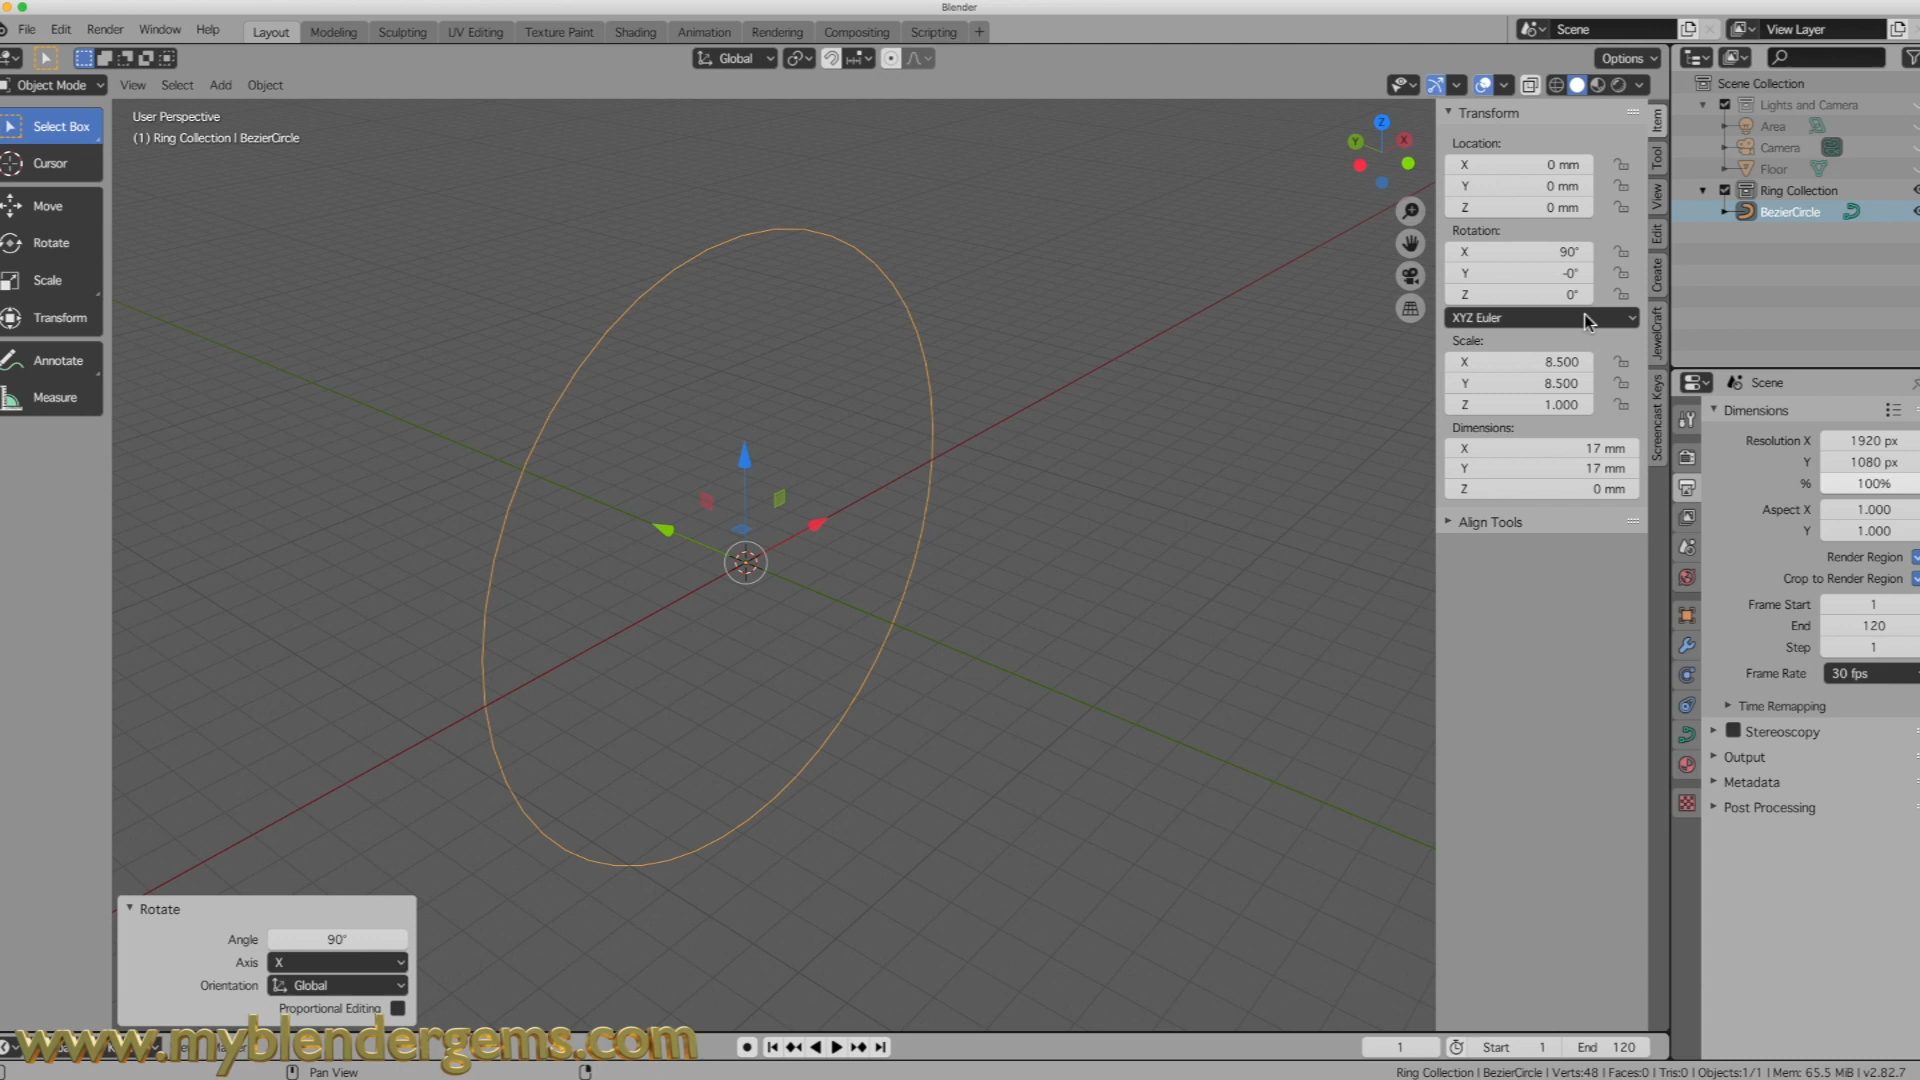 Blender
File Edit Render Window Help
Layout Modeling Sculpting UV Editing Texture Paint Shading Animation Rendering Compositing Scripting +
Scene
View Layer
Global
Options
Object Mode View Select Add Object
User Perspective
(1) Ring Collection | BezierCircle
Select Box
Cursor
Move
Rotate
Scale
Transform
Annotate
Measure
Z
Y
X
Transform
Location:
X 0 mm
Y 0 mm
Z 0 mm
Rotation:
X 90°
Y -0°
Z 0°
XYZ Euler
Scale:
X 8.500
Y 8.500
Z 1.000
Dimensions:
X 17 mm
Y 17 mm
Z 0 mm
Align Tools
Item
Tool
View
Edit
Create
JewelCraft
Screencast Keys
Scene Collection
Lights and Camera
Area
Camera
Floor
Ring Collection
BezierCircle
Scene
Dimensions
Resolution X 1920 px
Y 1080 px
% 100%
Aspect X 1.000
Y 1.000
Render Region
Crop to Render Region
Frame Start 1
End 120
Step 1
Frame Rate 30 fps
Time Remapping
Stereoscopy
Output
Metadata
Post Processing
Rotate
Angle 90°
Axis X
Orientation Global
Proportional Editing
www.myblendergems.com
1 Start 1 End 120
Pan View
Ring Collection | BezierCircle | Verts:48 | Faces:0 | Tris:0 | Objects:1/1 | Mem: 65.5 MiB | v2.82.7